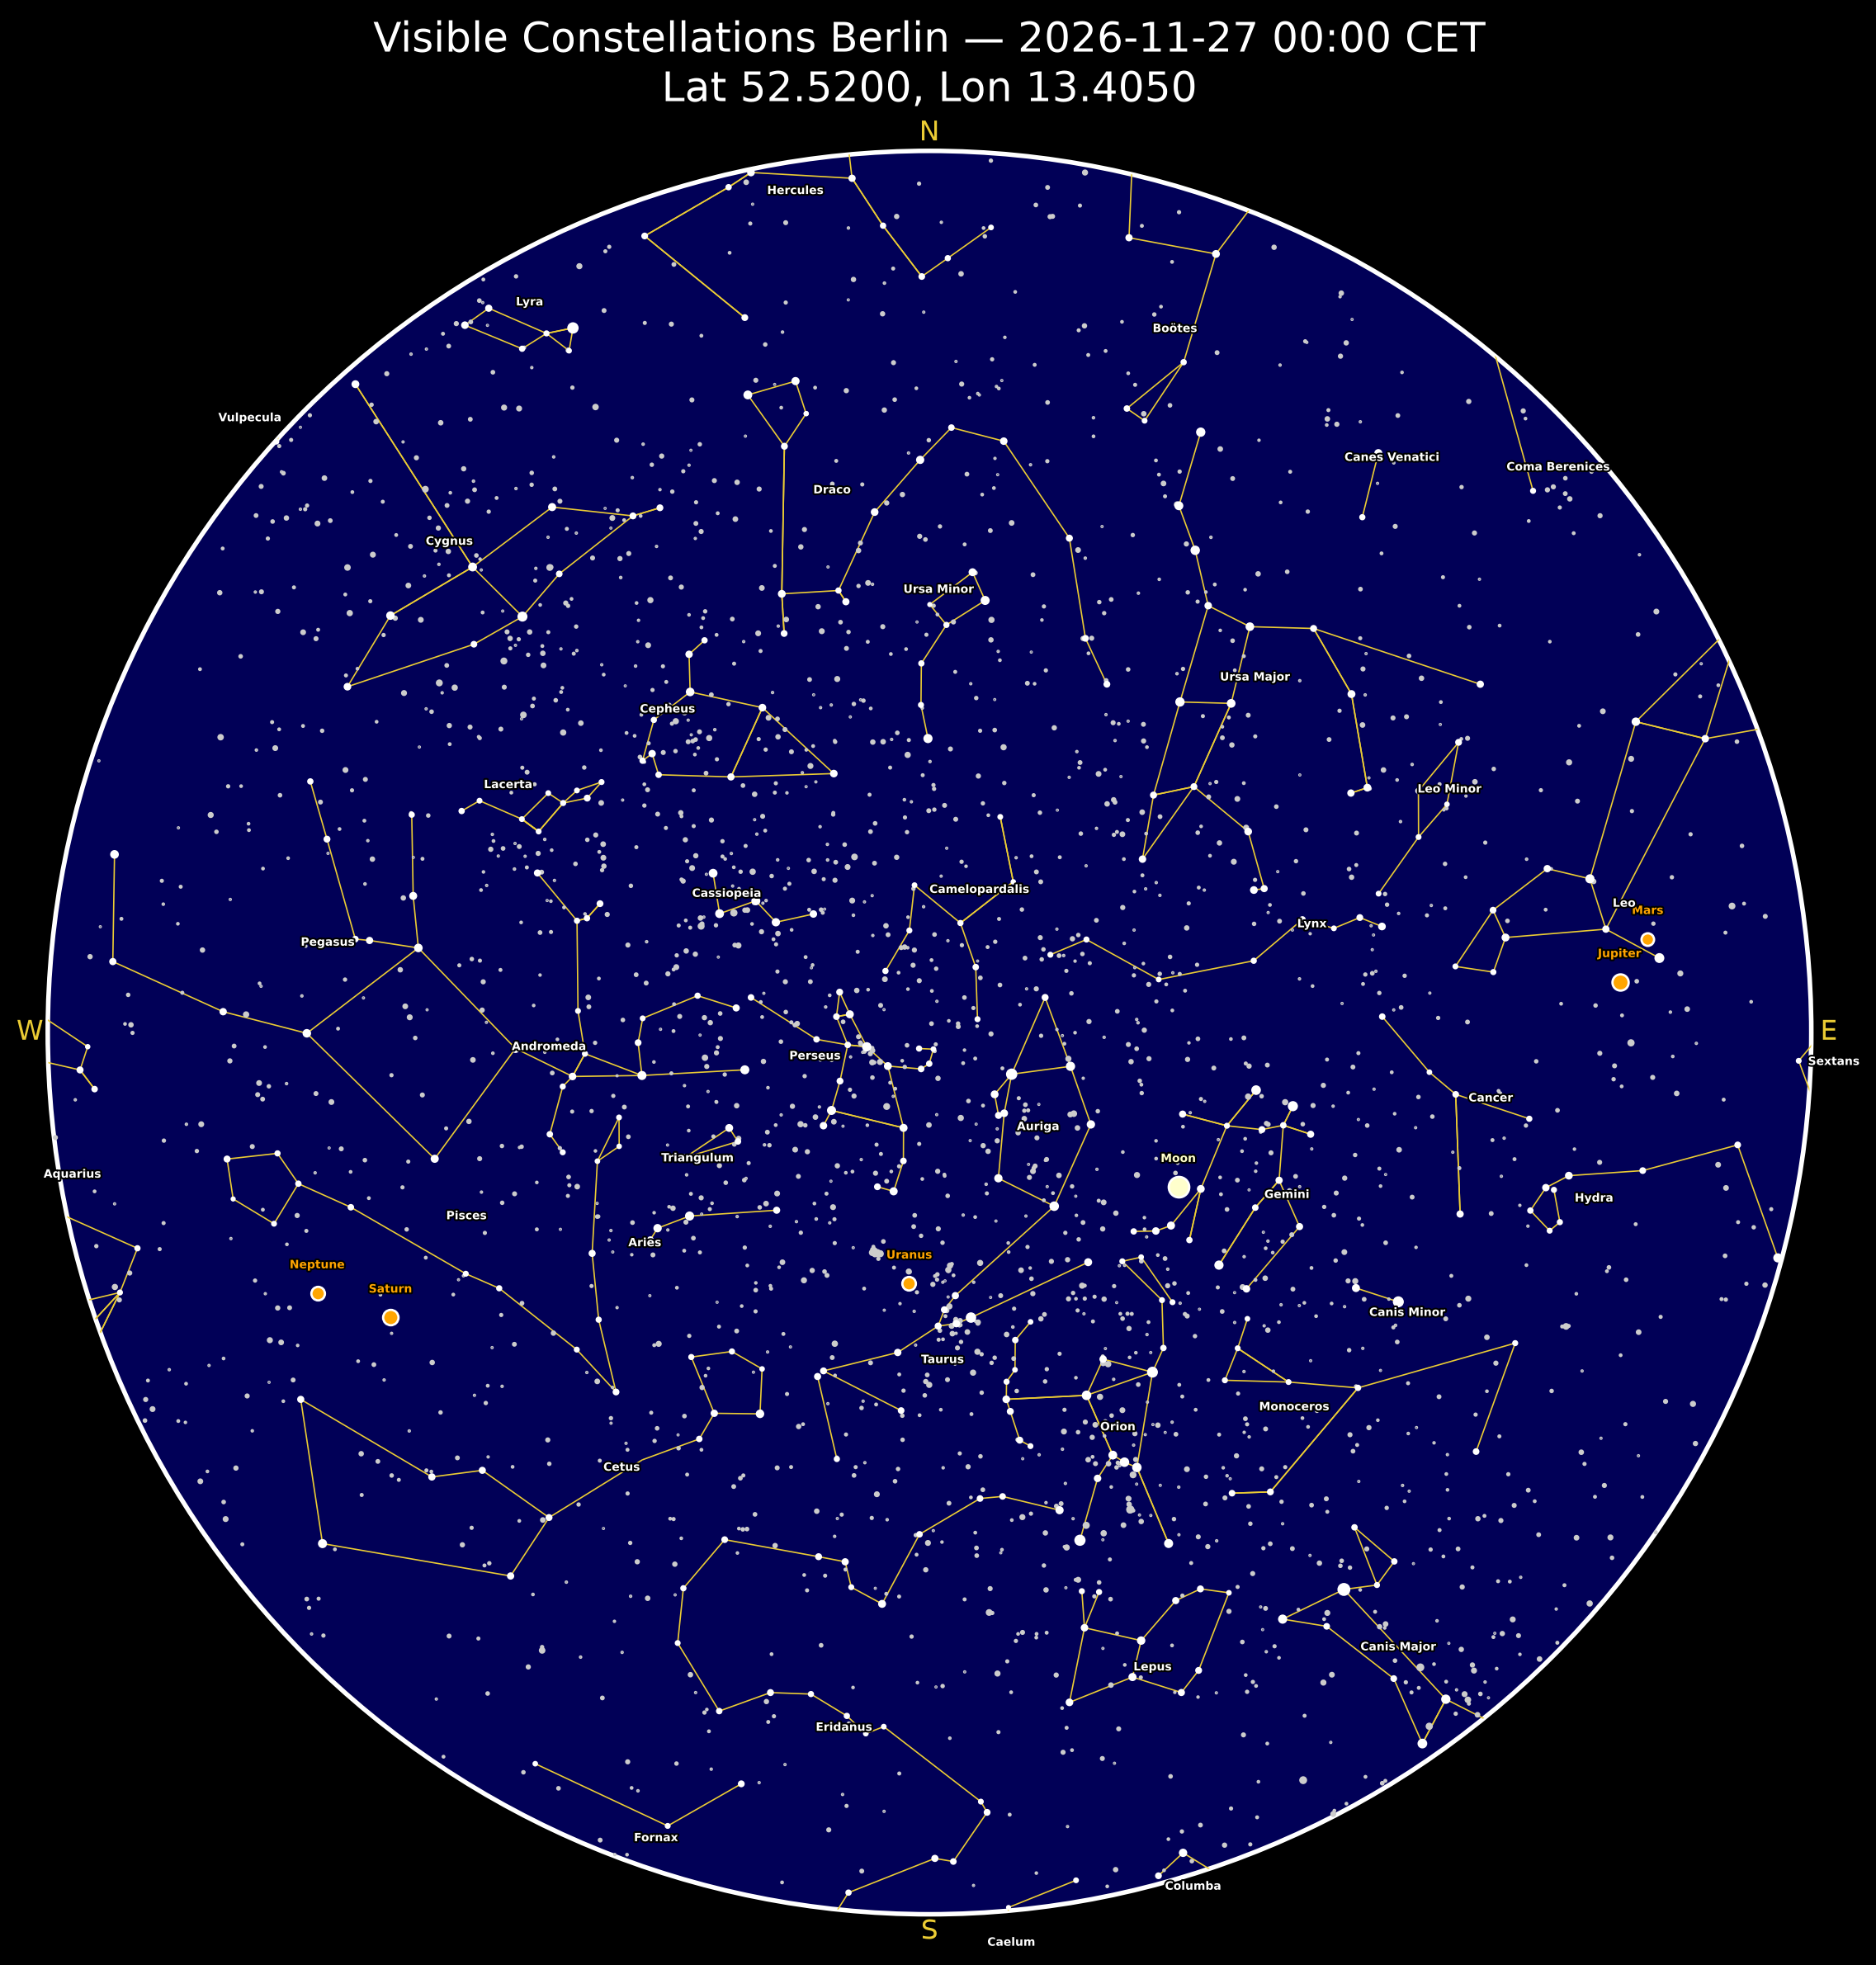 Visible Constellations Berlin — 2026-11-27 00:00 CET
Lat 52.5200, Lon 13.4050
N
Hercules
Lyra
Boötes
Vulpecula
Canes Venatici
Coma Berenices
Draco
Cygnus
Ursa Minor
Ursa Major
Cepheus
Lacerta
Leo Minor
Camelopardalis
Cassiopeia
Leo
Mars
Lynx
Pegasus
Jupiter
W
E
Andromeda
Perseus
Sextans
Cancer
Auriga
Triangulum
Moon
Aquarius
Gemini
Hydra
Pisces
Aries
Uranus
Neptune
Saturn
Canis Minor
Taurus
Monoceros
Orion
Cetus
Canis Major
Lepus
Eridanus
Fornax
Columba
S
Caelum